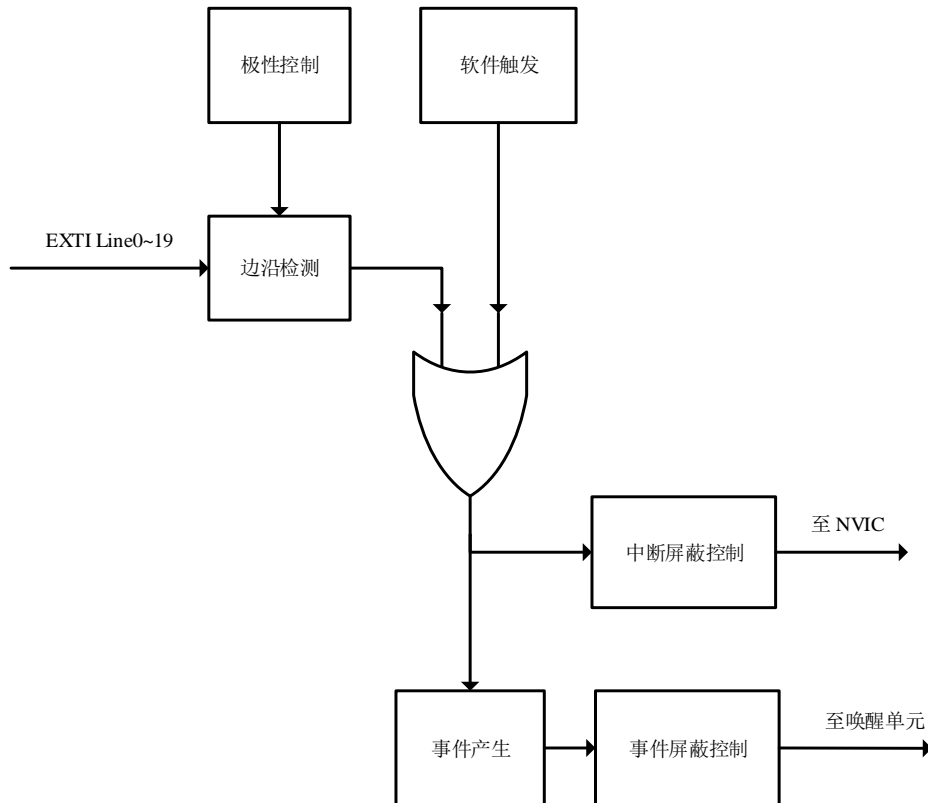 极性控制
软件触发
EXTI Line0~19
边沿检测
至 NVIC
中断屏蔽控制
至唤醒单元
事件产生
事件屏蔽控制